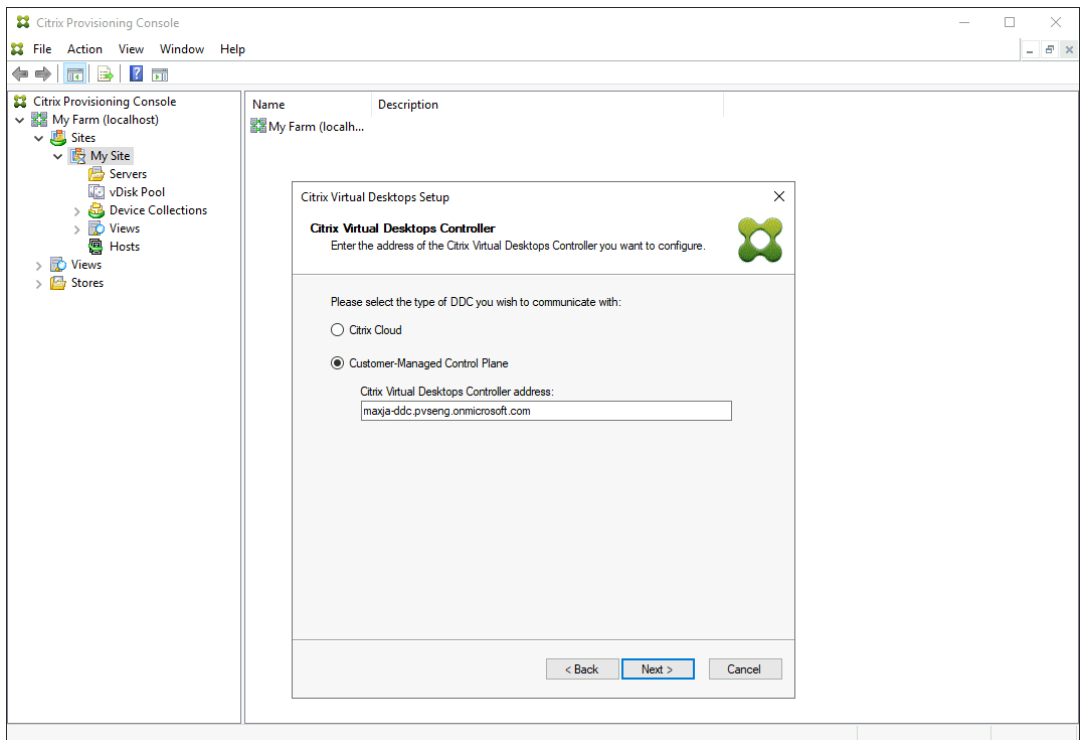 Citrix Provisioning Console
File Action View Window Help
Citrix Provisioning Console
My Farm (localhost)
Sites
My Site
Servers
vDisk Pool
Device Collections
Views
Hosts
Views
Stores
Name Description
My Farm (localh...
Citrix Virtual Desktops Setup
Citrix Virtual Desktops Controller
Enter the address of the Citrix Virtual Desktops Controller you want to configure.
Please select the type of DDC you wish to communicate with:
Citrix Cloud
Customer-Managed Control Plane
Citrix Virtual Desktops Controller address:
maxja-ddc.pvseng.onmicrosoft.com
< Back Next > Cancel